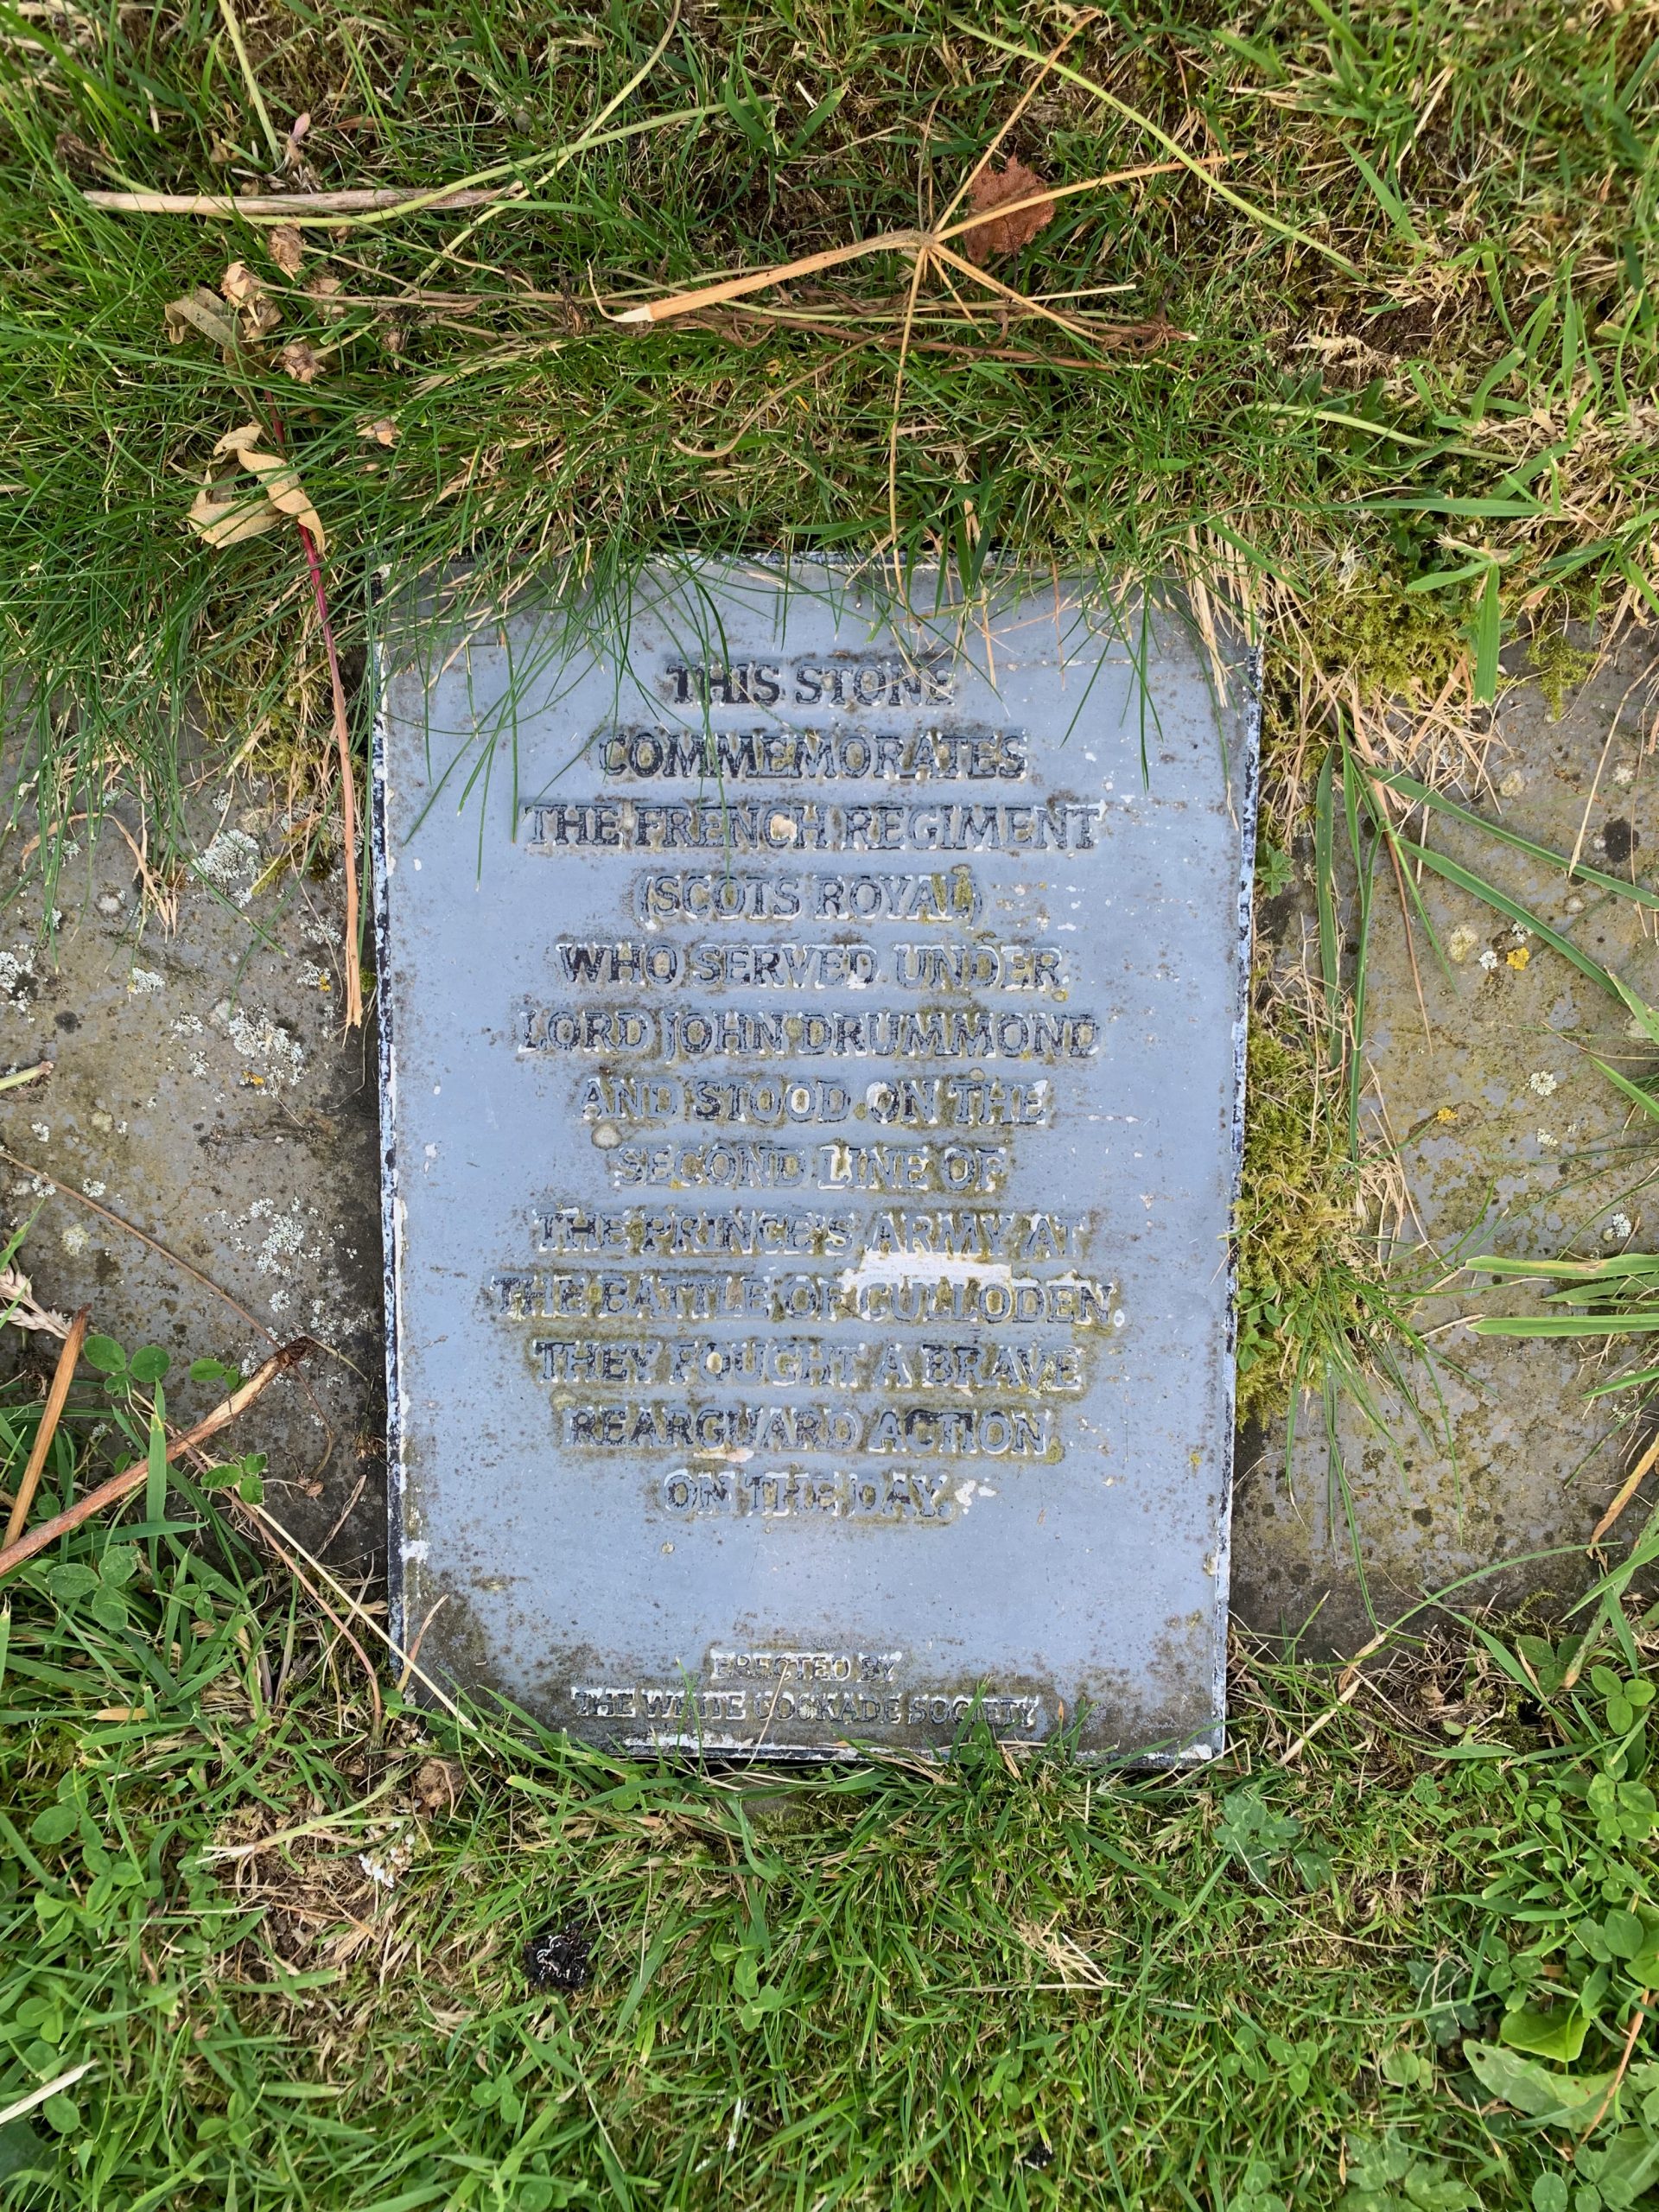 THIS STONE
COMMEMORATES
THE FRENCH REGIMENT
(SCOTS ROYAL)
WHO SERVED UNDER
LORD JOHN DRUMMOND
AND STOOD ON THE
SECOND LINE OF
THE PRINCE'S ARMY AT
THE BATTLE OF CULLODEN.
THEY FOUGHT A BRAVE
REARGUARD ACTION
ON THE DAY.
ERECTED BY
THE WHITE COCKADE SOCIETY